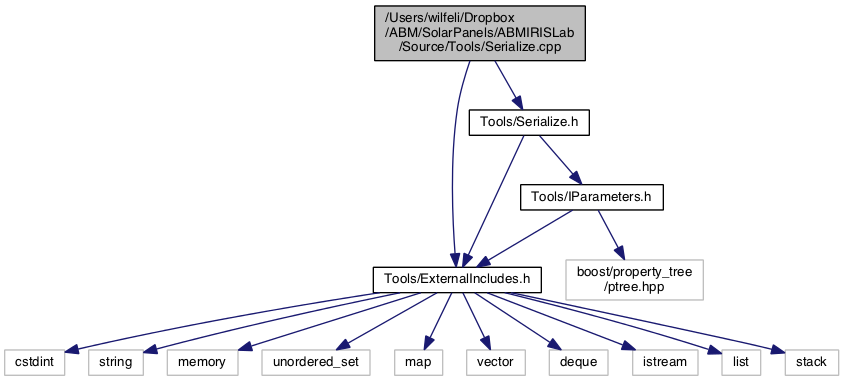 /Users/wilfeli/Dropbox
/ABM/SolarPanels/ABMIRISLab
/Source/Tools/Serialize.cpp
Tools/Serialize.h
Tools/IParameters.h
Tools/ExternalIncludes.h
boost/property_tree
/ptree.hpp
cstdint
string
memory
unordered_set
map
vector
deque
istream
list
stack